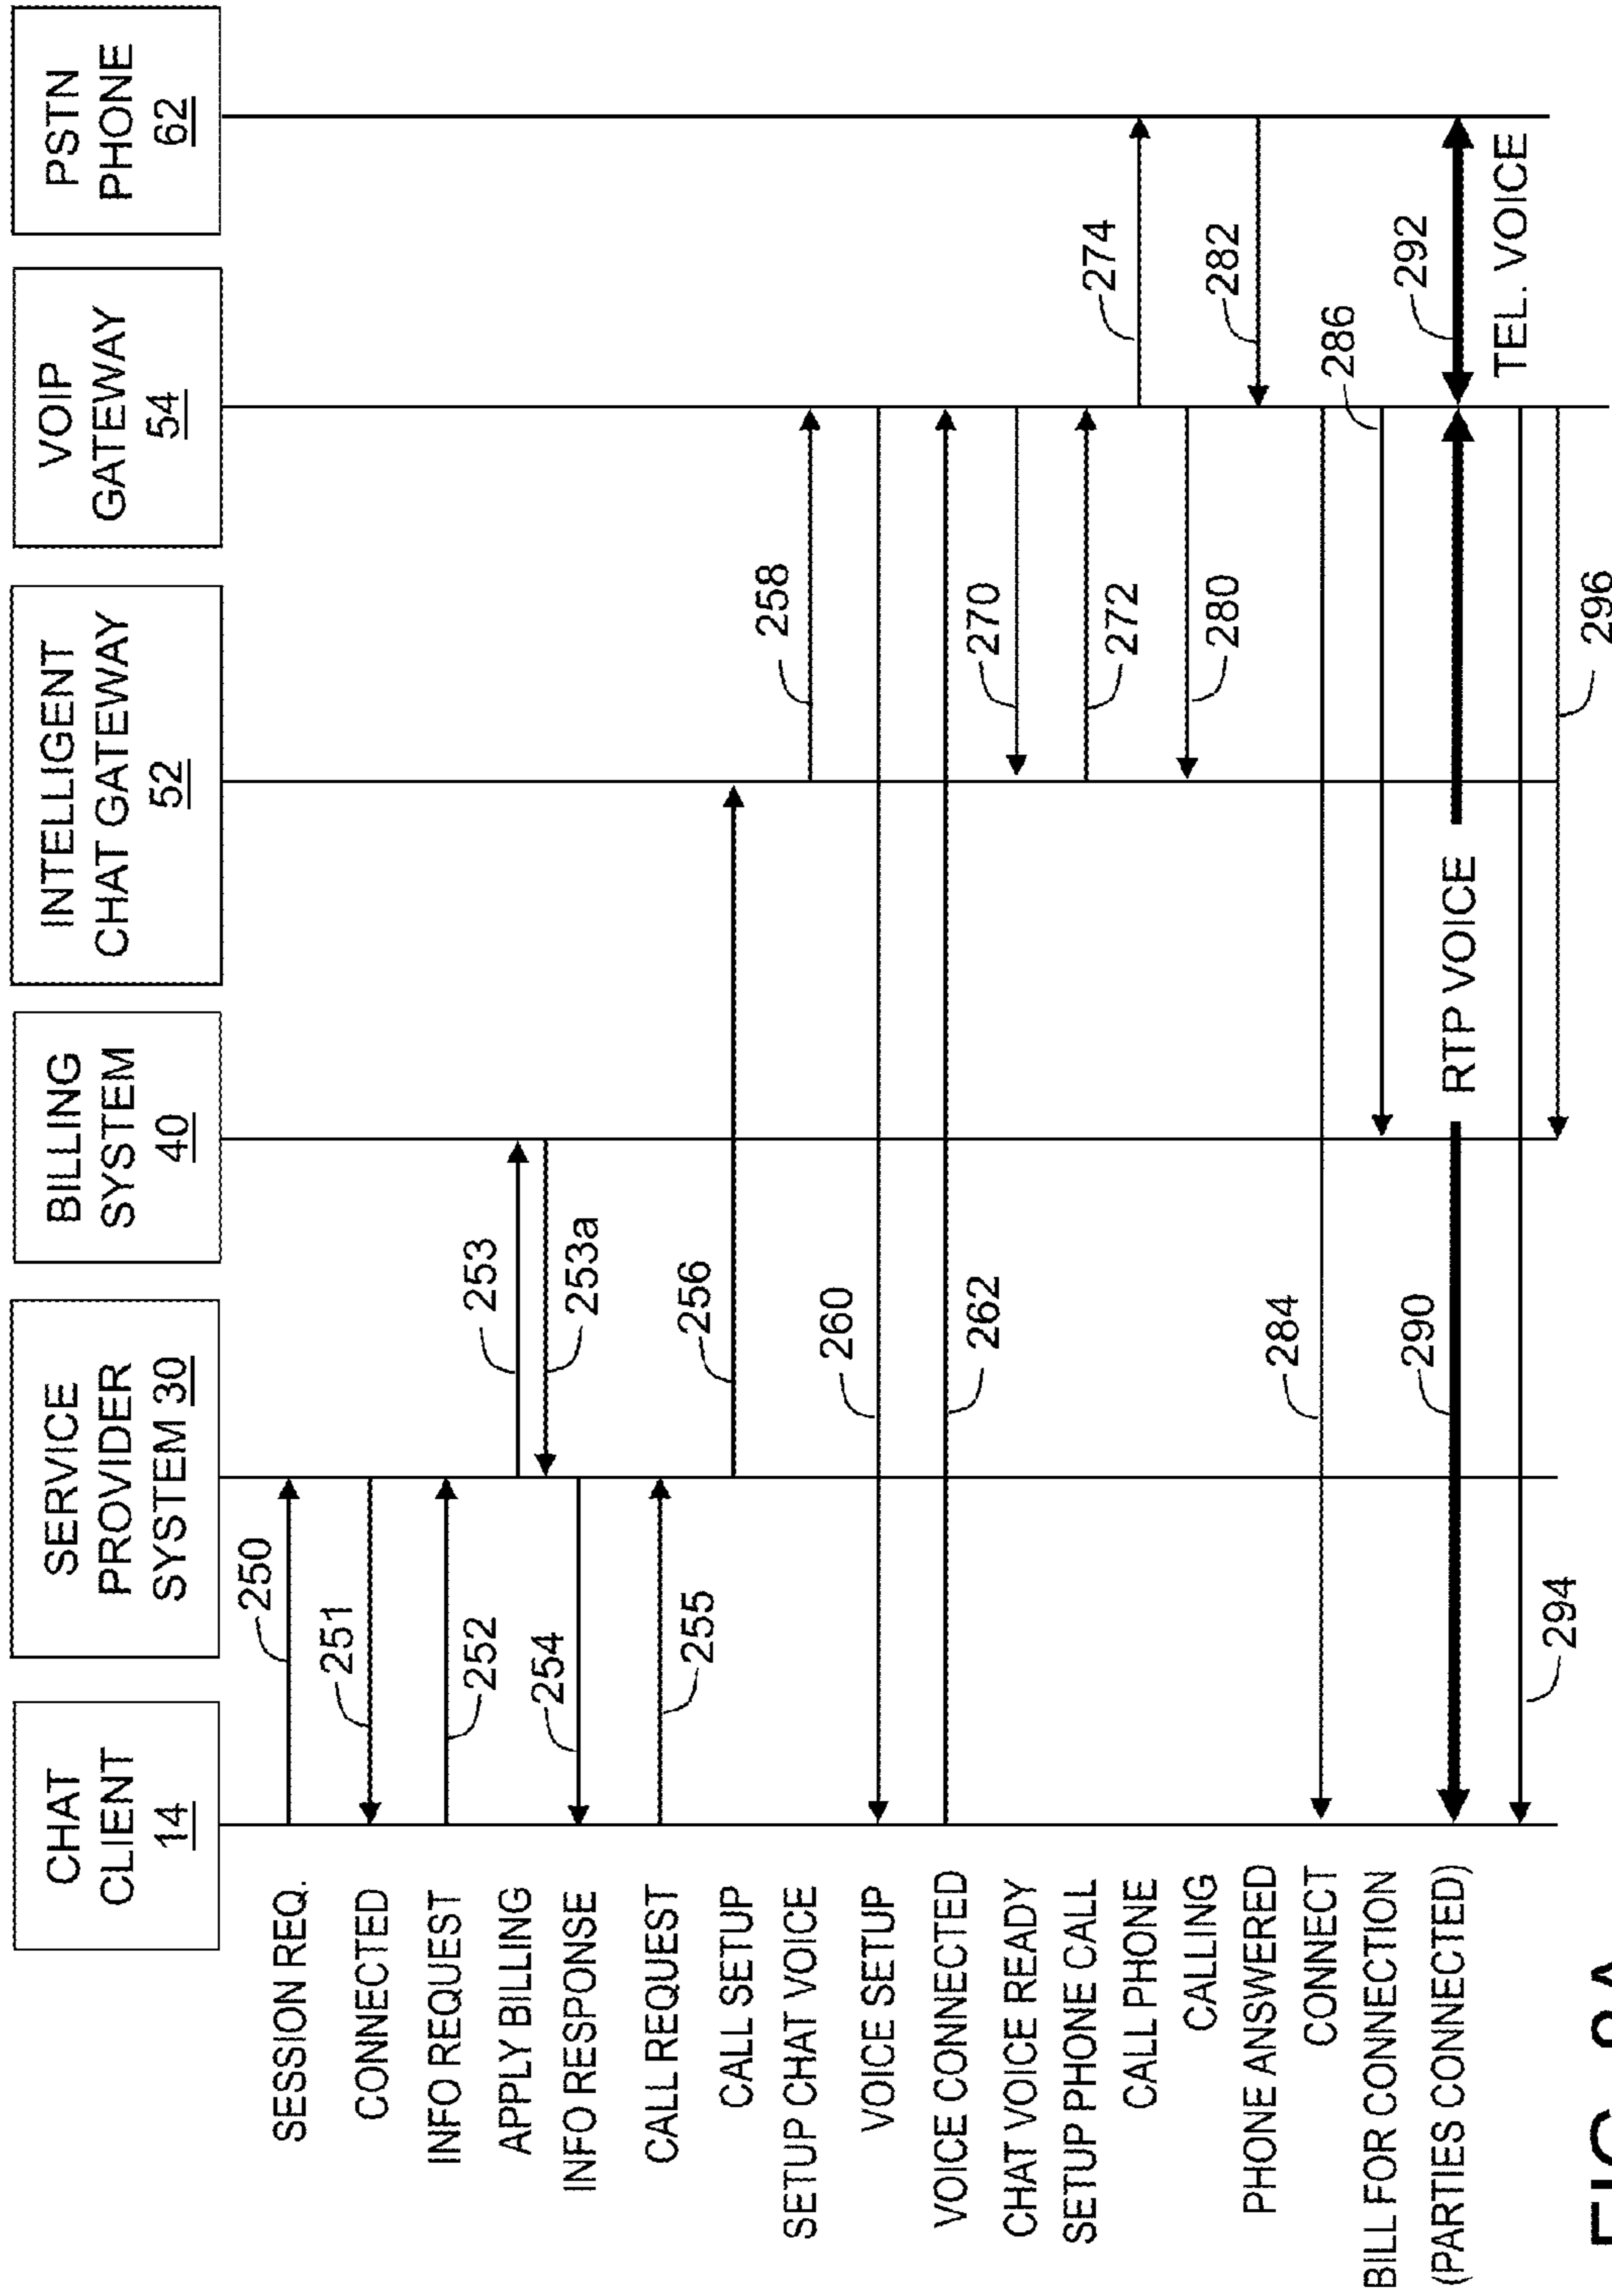 CHAT
CLIENT
14
SERVICE
PROVIDER
SYSTEM 30
BILLING
SYSTEM
40
INTELLIGENT
CHAT GATEWAY
52
VOIP
GATEWAY
54
PSTN
PHONE
62
SESSION REQ.
250
CONNECTED
251
INFO REQUEST
252
APPLY BILLING
253
253a
INFO RESPONSE
254
CALL REQUEST
255
CALL SETUP
256
SETUP CHAT VOICE
258
VOICE SETUP
260
VOICE CONNECTED
262
CHAT VOICE READY
270
SETUP PHONE CALL
272
CALL PHONE
274
CALLING
280
PHONE ANSWERED
282
CONNECT
284
BILL FOR CONNECTION
286
(PARTIES CONNECTED)
290
RTP VOICE
292
TEL. VOICE
294
296